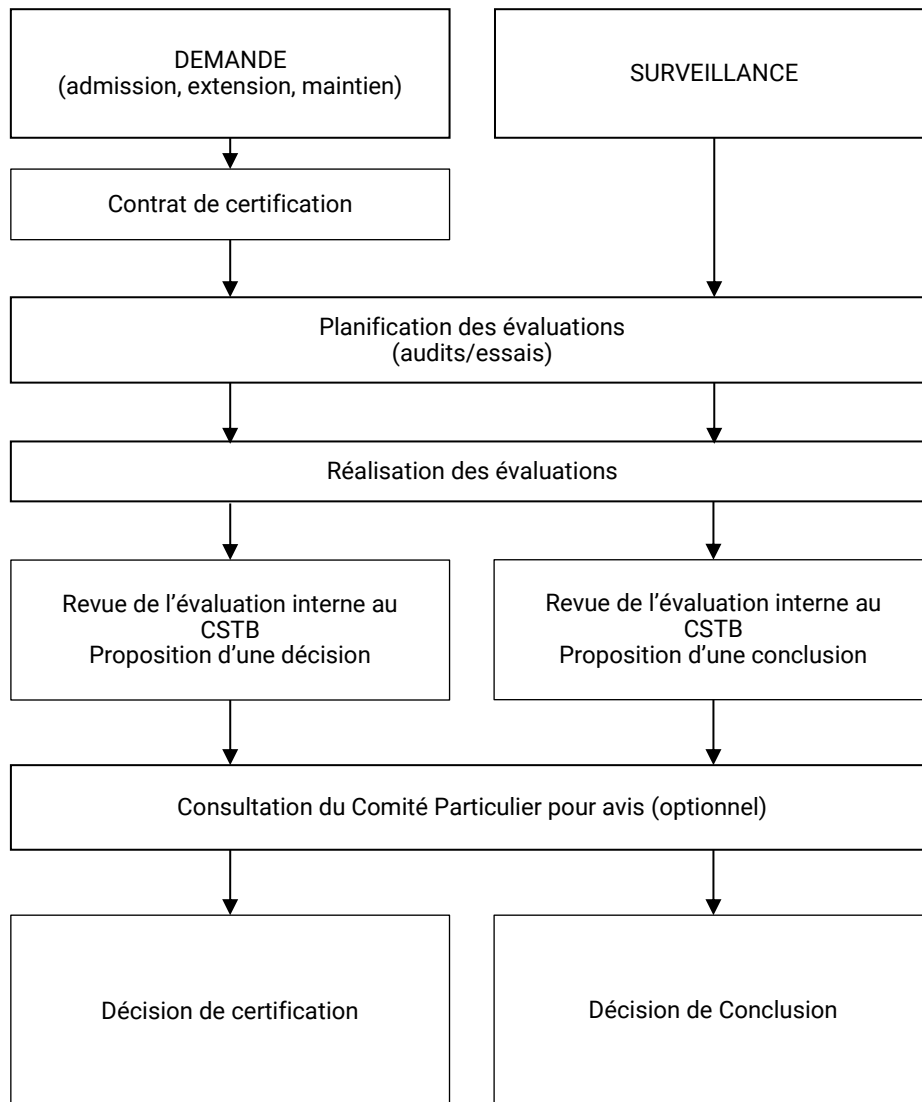 DEMANDE
(admission, extension, maintien)
SURVEILLANCE
Contrat de certification
Planification des évaluations
(audits/essais)
Réalisation des évaluations
Revue de l’évaluation interne au
CSTB
Proposition d’une décision
Revue de l’évaluation interne au
CSTB
Proposition d’une conclusion
Consultation du Comité Particulier pour avis (optionnel)
Décision de certification
Décision de Conclusion